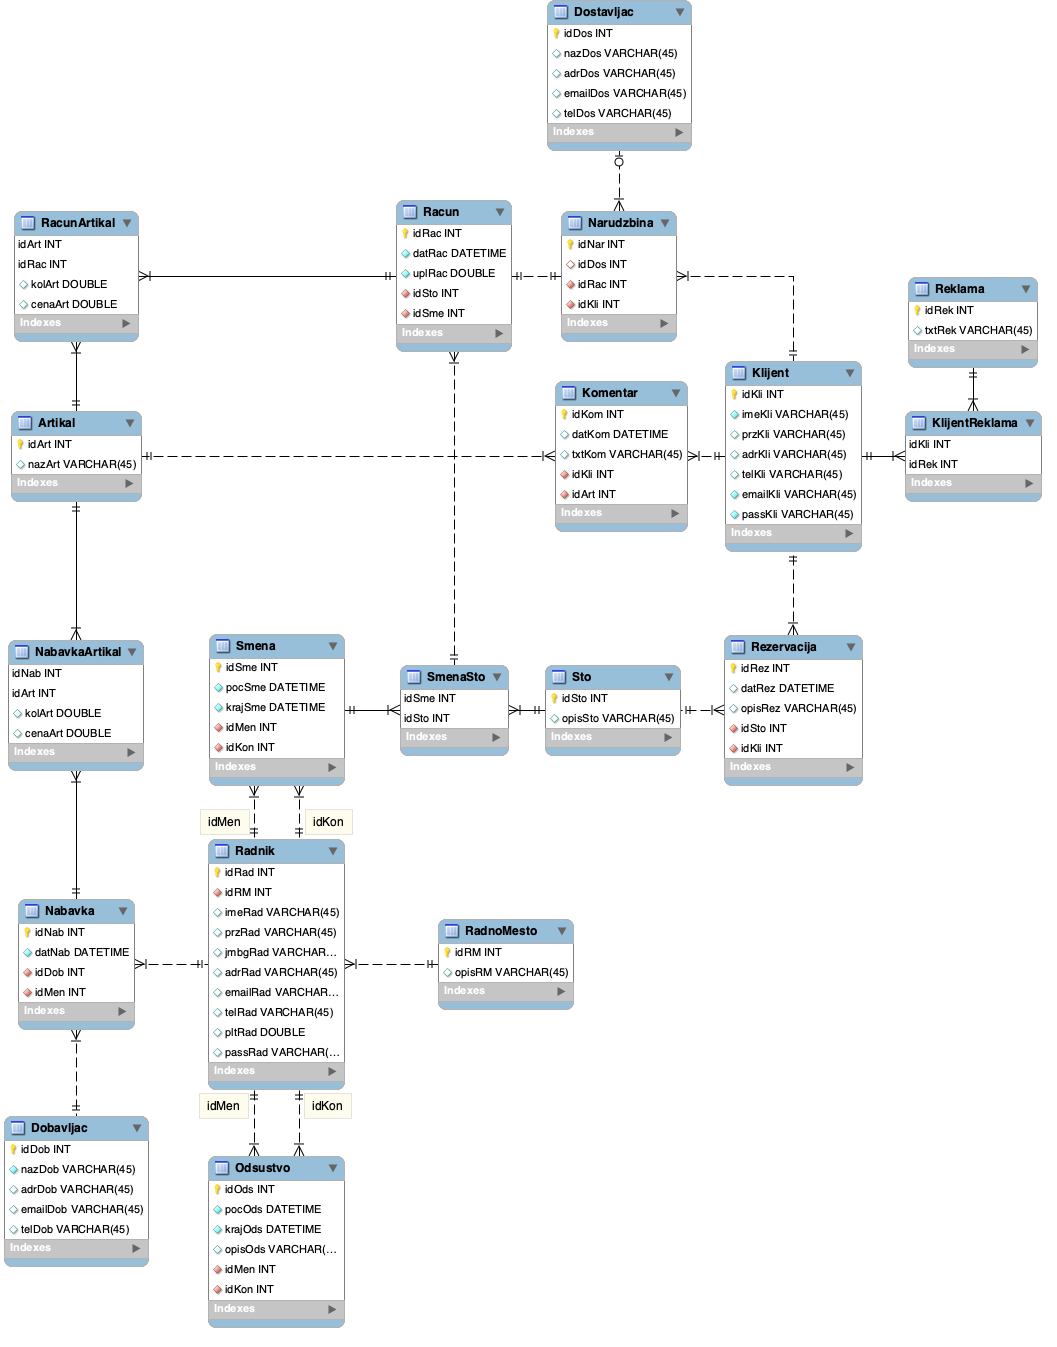 Dostavljac
idDos INT
nazDos VARCHAR(45)
adrDos VARCHAR(45)
emailDos VARCHAR(45)
telDos VARCHAR(45)
Indexes
RacunArtikal
idArt INT
idRac INT
kolArt DOUBLE
cenaArt DOUBLE
Indexes
Racun
idRac INT
datRac DATETIME
uplRac DOUBLE
idSto INT
idSme INT
Indexes
Narudzbina
idNar INT
idDos INT
idRac INT
idKli INT
Indexes
Reklama
idRek INT
txtRek VARCHAR(45)
Indexes
Artikal
idArt INT
nazArt VARCHAR(45)
Indexes
Komentar
idKom INT
datKom DATETIME
txtKom VARCHAR(45)
idKli INT
idArt INT
Indexes
Klijent
idKli INT
imeKli VARCHAR(45)
przKli VARCHAR(45)
adrKli VARCHAR(45)
telKli VARCHAR(45)
emailKli VARCHAR(45)
passKli VARCHAR(45)
Indexes
KlijentReklama
idKli INT
idRek INT
Indexes
NabavkaArtikal
idNab INT
idArt INT
kolArt DOUBLE
cenaArt DOUBLE
Indexes
Smena
idSme INT
pocSme DATETIME
krajSme DATETIME
idMen INT
idKon INT
Indexes
SmenaSto
idSme INT
idSto INT
Indexes
Sto
idSto INT
opisSto VARCHAR(45)
Indexes
Rezervacija
idRez INT
datRez DATETIME
opisRez VARCHAR(45)
idSto INT
idKli INT
Indexes
idMen
idKon
Radnik
idRad INT
idRM INT
imeRad VARCHAR(45)
przRad VARCHAR(45)
jmbgRad VARCHAR...
adrRad VARCHAR(45)
emailRad VARCHAR...
telRad VARCHAR(45)
pltRad DOUBLE
passRad VARCHAR(...
Indexes
Nabavka
idNab INT
datNab DATETIME
idDob INT
idMen INT
Indexes
RadnoMesto
idRM INT
opisRM VARCHAR(45)
Indexes
idMen
idKon
Dobavljac
idDob INT
nazDob VARCHAR(45)
adrDob VARCHAR(45)
emailDob VARCHAR(45)
telDob VARCHAR(45)
Indexes
Odsustvo
idOds INT
pocOds DATETIME
krajOds DATETIME
opisOds VARCHAR(...
idMen INT
idKon INT
Indexes